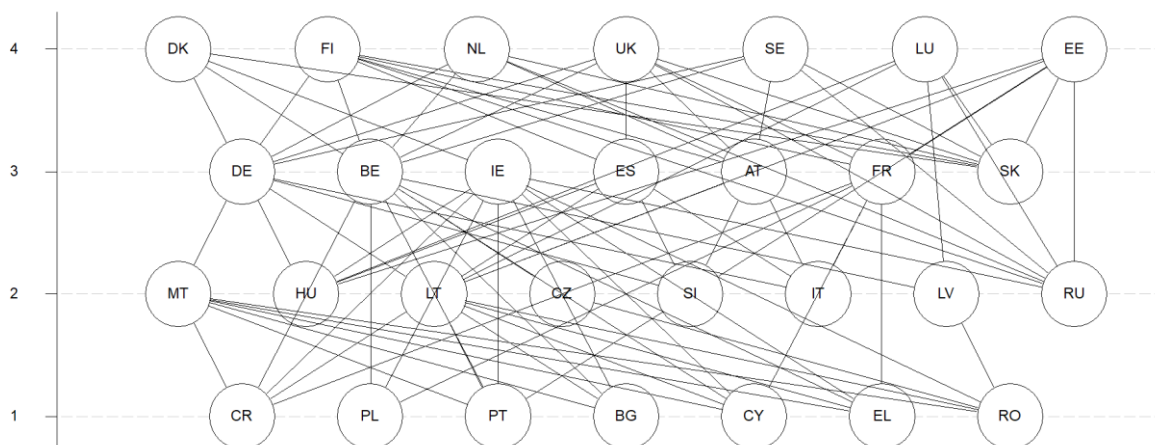 4 DK FI NL UK SE LU EE
3 DE BE IE ES AT FR SK
2 MT HU LT CZ SI IT LV RU
1 CR PL PT BG CY EL RO